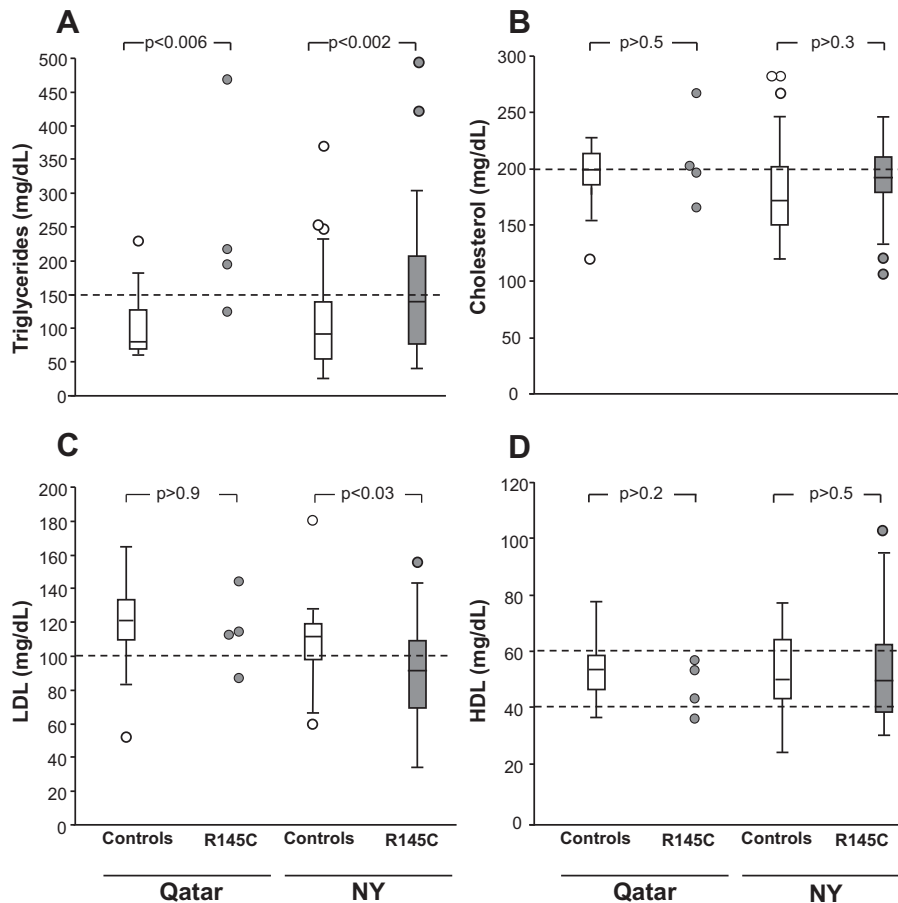 A
p<0.006
p<0.002
Triglycerides (mg/dL)
500
450
400
350
300
250
200
150
100
50
0
B
p>0.5
p>0.3
Cholesterol (mg/dL)
300
250
200
150
100
50
0
C
p>0.9
p<0.03
LDL (mg/dL)
200
180
160
140
120
100
80
60
40
20
0
Controls
R145C
Controls
R145C
Qatar
NY
D
p>0.2
p>0.5
HDL (mg/dL)
120
100
80
60
40
20
0
Controls
R145C
Controls
R145C
Qatar
NY